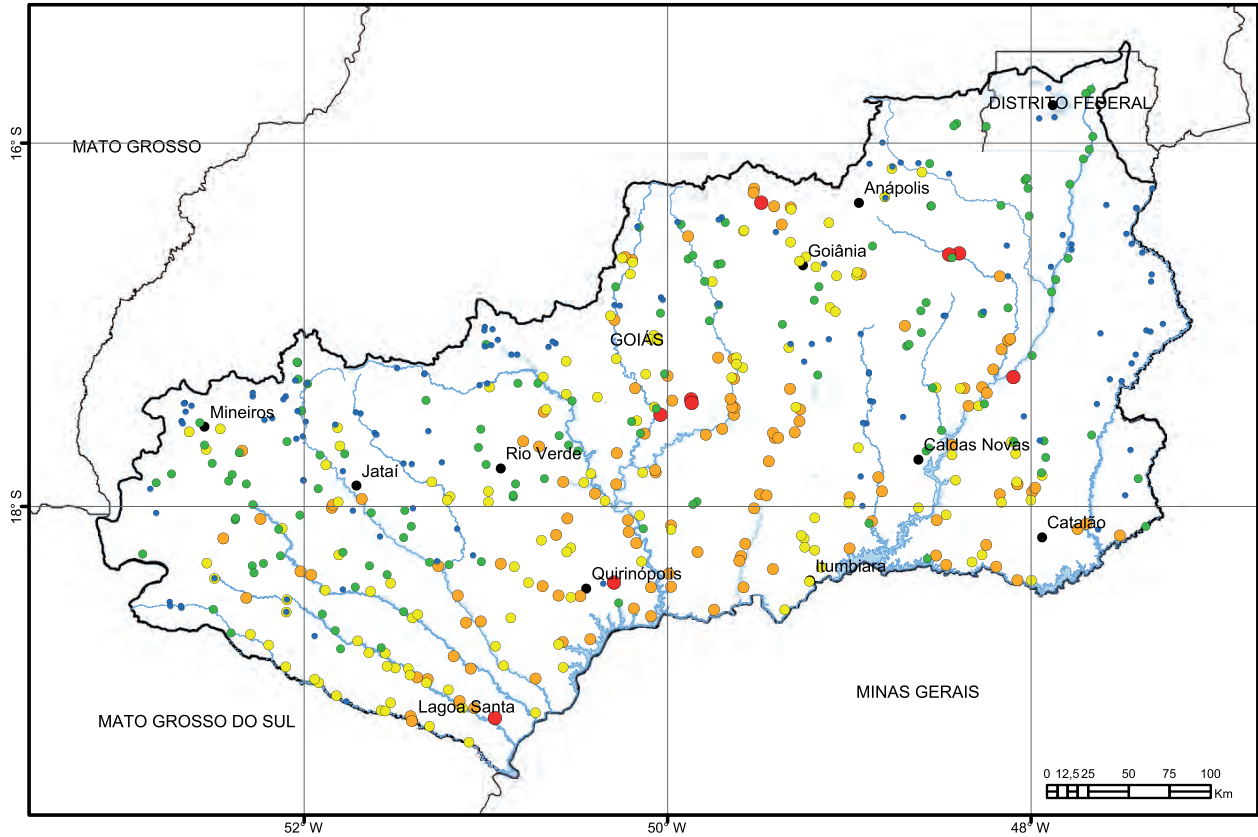 DISTRITO FEDERAL
16°S
MATO GROSSO
Anápolis
Goiânia
GOIÁS
Mineiros
Rio Verde
Caldas Novas
Jataí
18°S
Catalão
Quirinópolis
Itumbiara
MINAS GERAIS
Lagoa Santa
MATO GROSSO DO SUL
0 12,5 25 50 75 100
Km
52° W
50° W
48° W